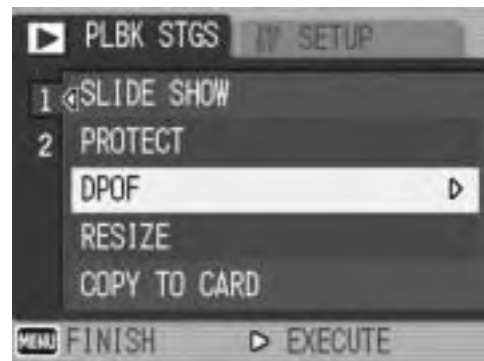 PLBK STGS SETUP
1 SLIDE SHOW
2 PROTECT
DPOF
RESIZE
COPY TO CARD
MENU FINISH EXECUTE